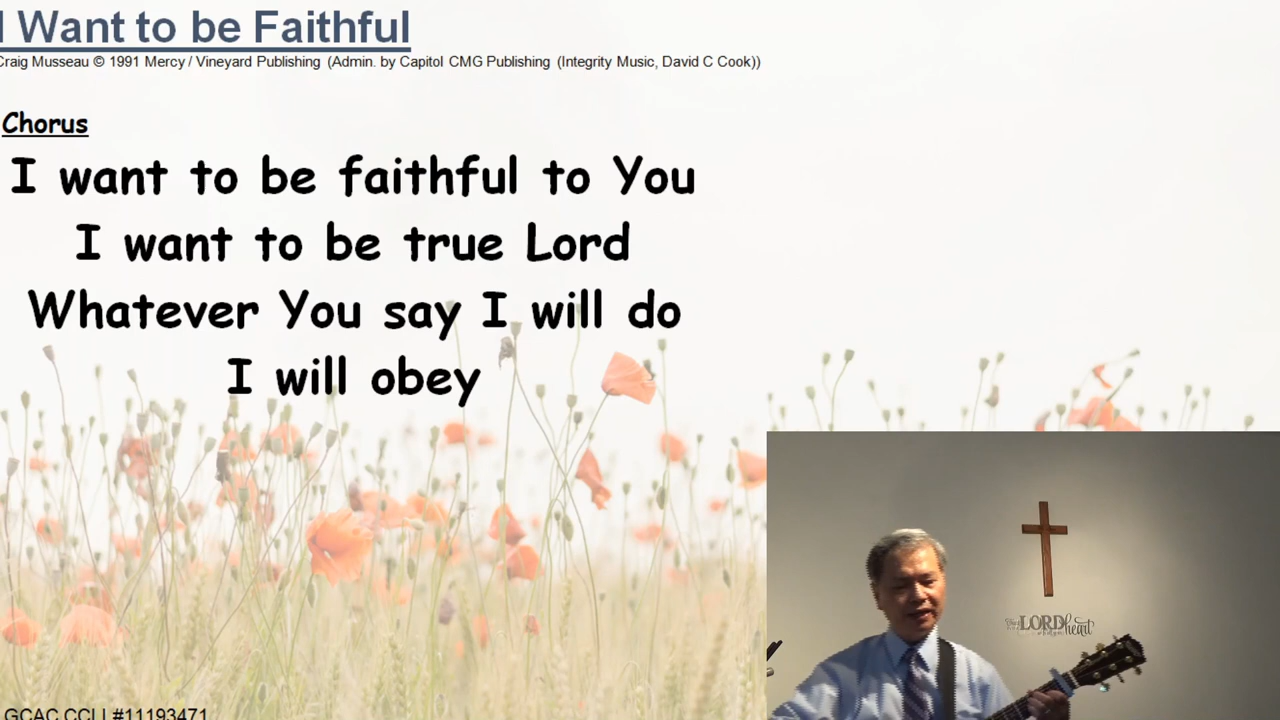 I Want to be Faithful
Craig Musseau © 1991 Mercy / Vineyard Publishing (Admin. by Capitol CMG Publishing (Integrity Music, David C Cook))
Chorus
I want to be faithful to You
I want to be true Lord
Whatever You say I will do
I will obey
LORD
heart
GCAC CCLI #11193471